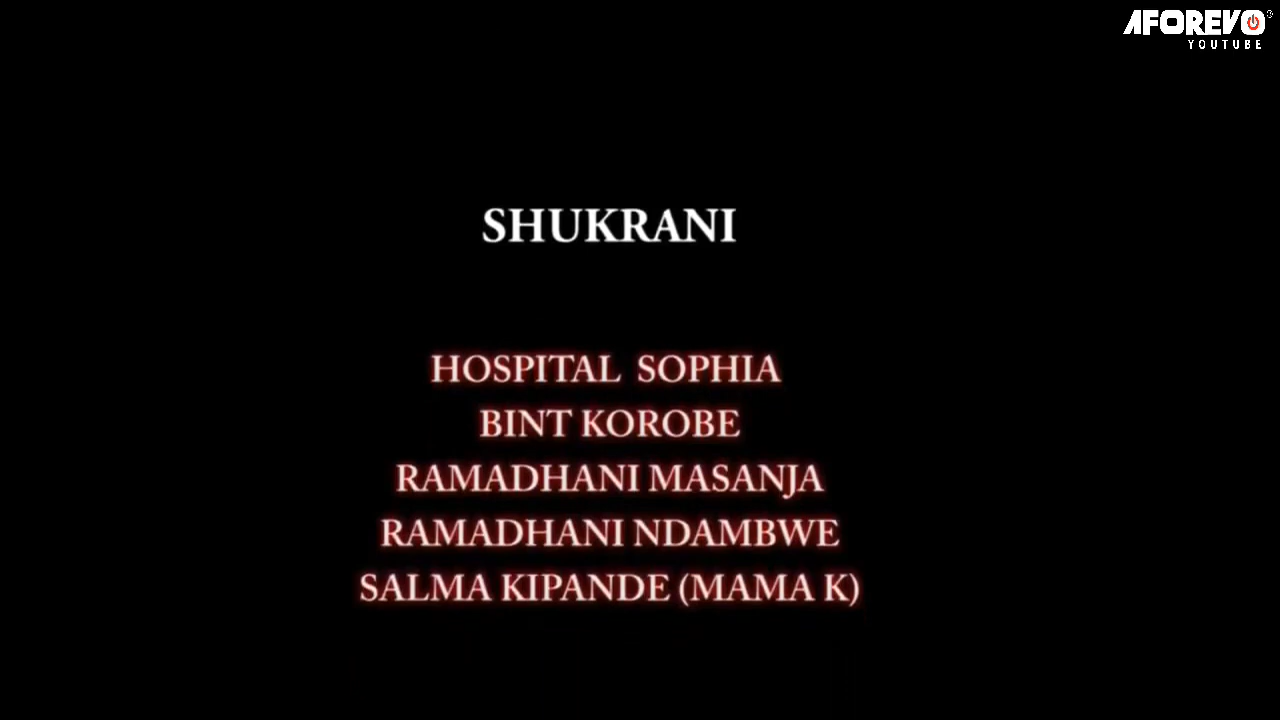 AFOREVO
YOUTUBE
SHUKRANI
HOSPITAL SOPHIA
BINT KOROBE
RAMADHANI MASANJA
RAMADHANI NDAMBWE
SALMA KIPANDE (MAMA K)